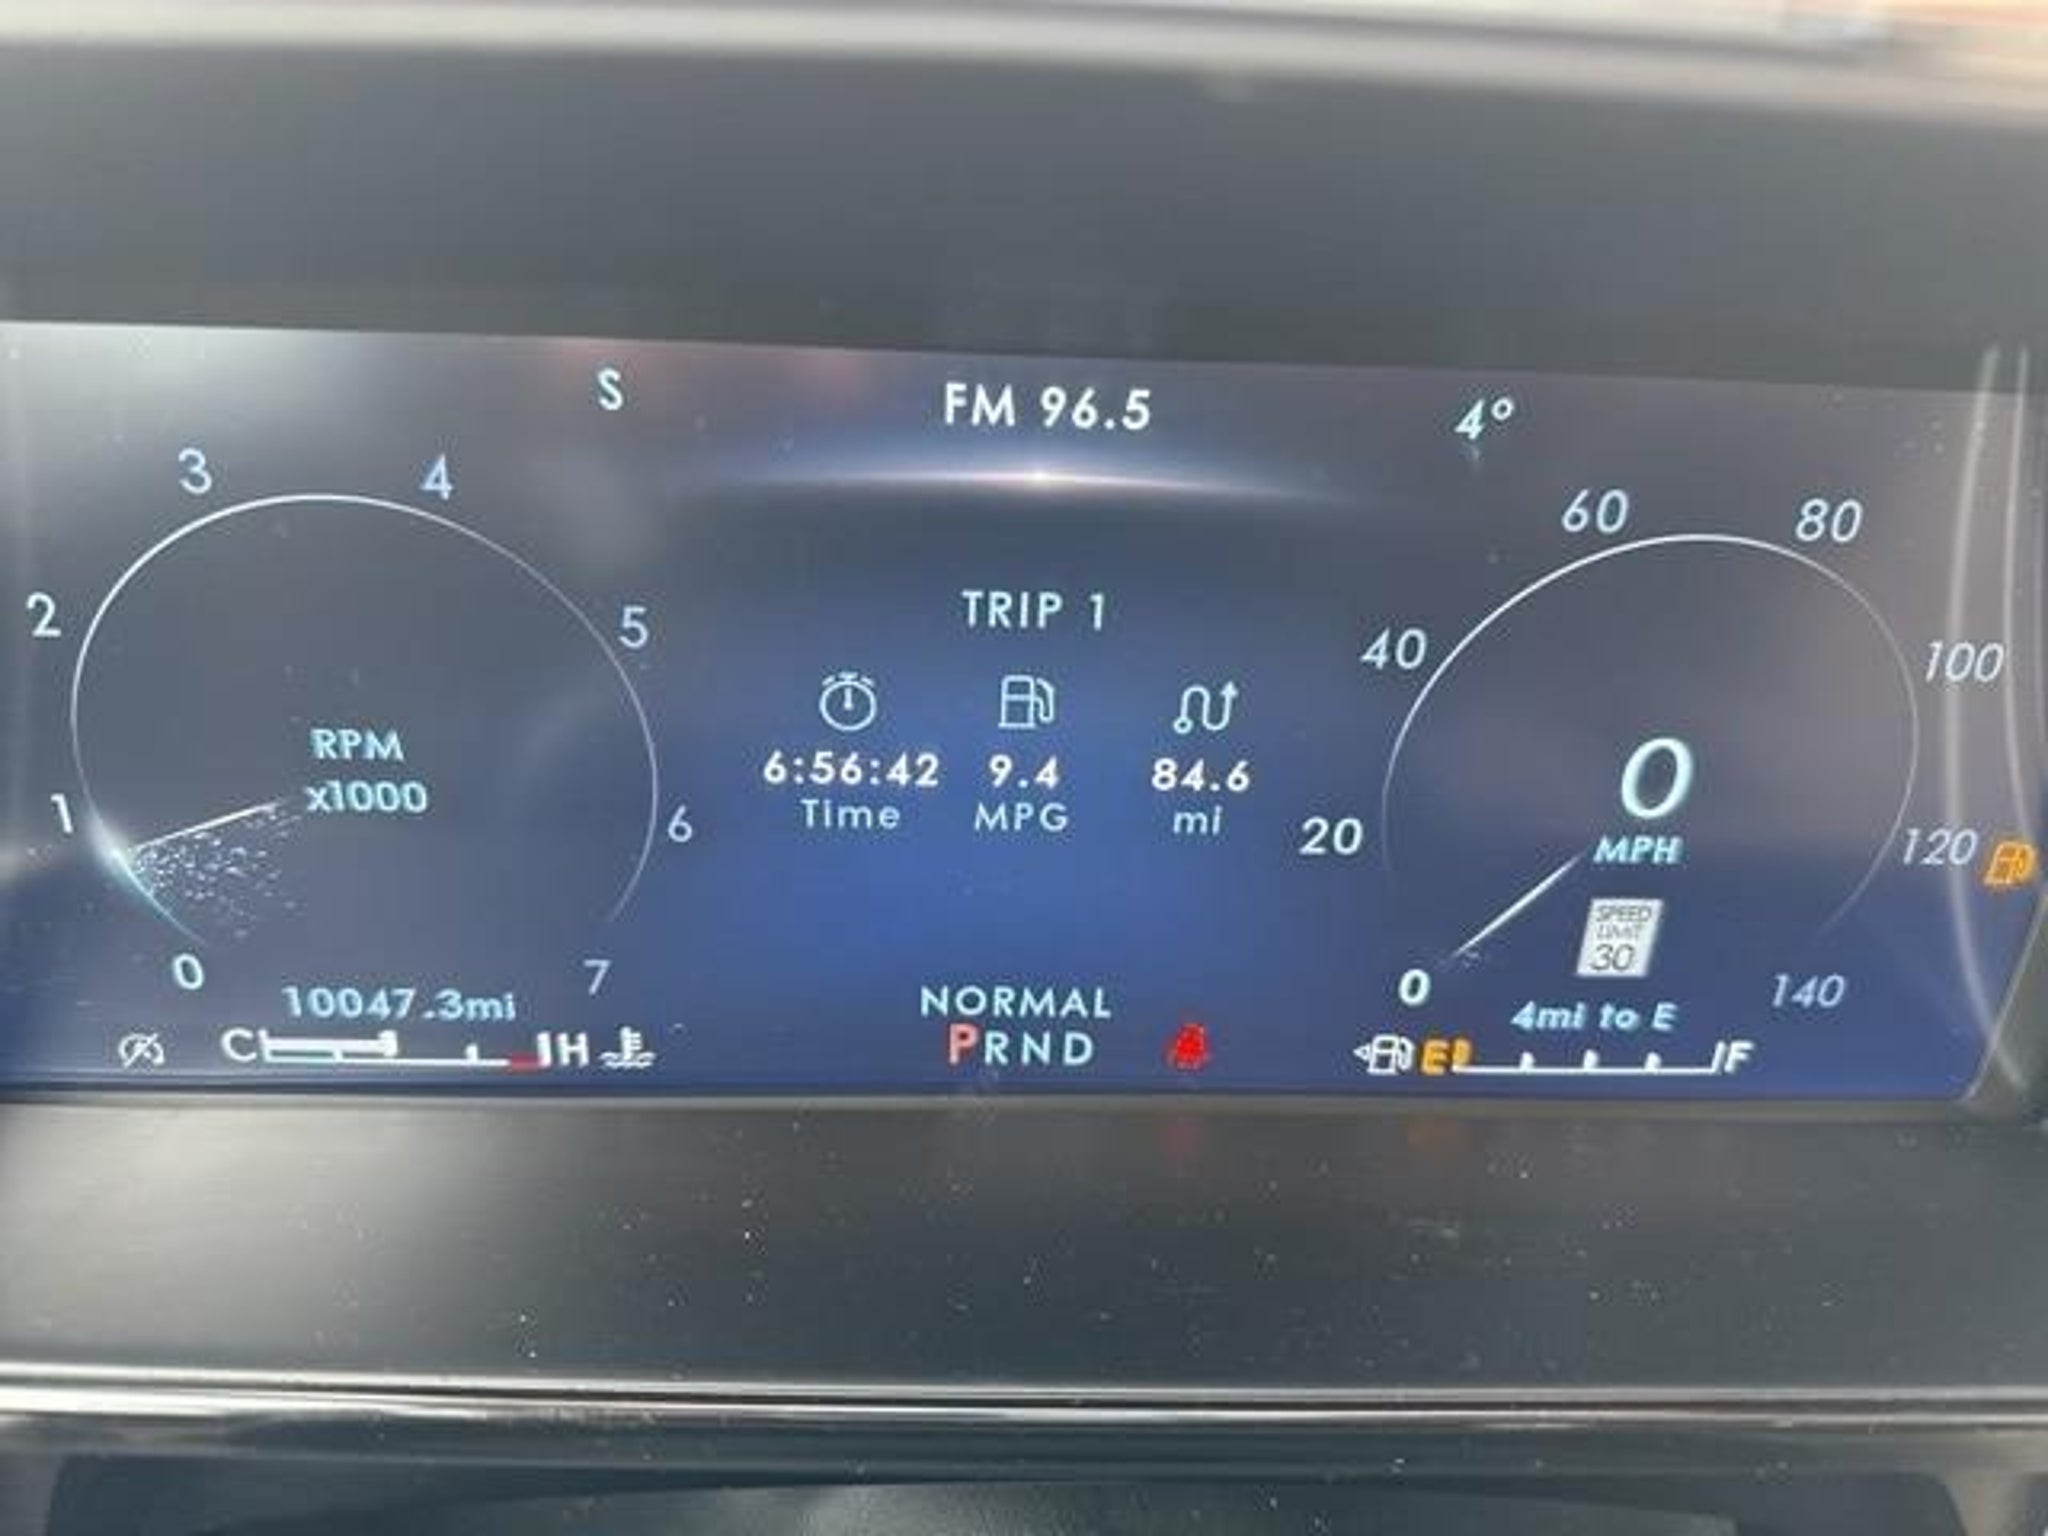 S
FM 96.5
4°
3
4
2
5
1
6
0
7
RPM
x1000
10047.3mi
C
H
TRIP 1
6:56:42 9.4 84.6
Time MPG mi
NORMAL
PRND
60
80
40
100
20
120
0
140
0
MPH
SPEED
LIMIT
30
4mi to E
E
F